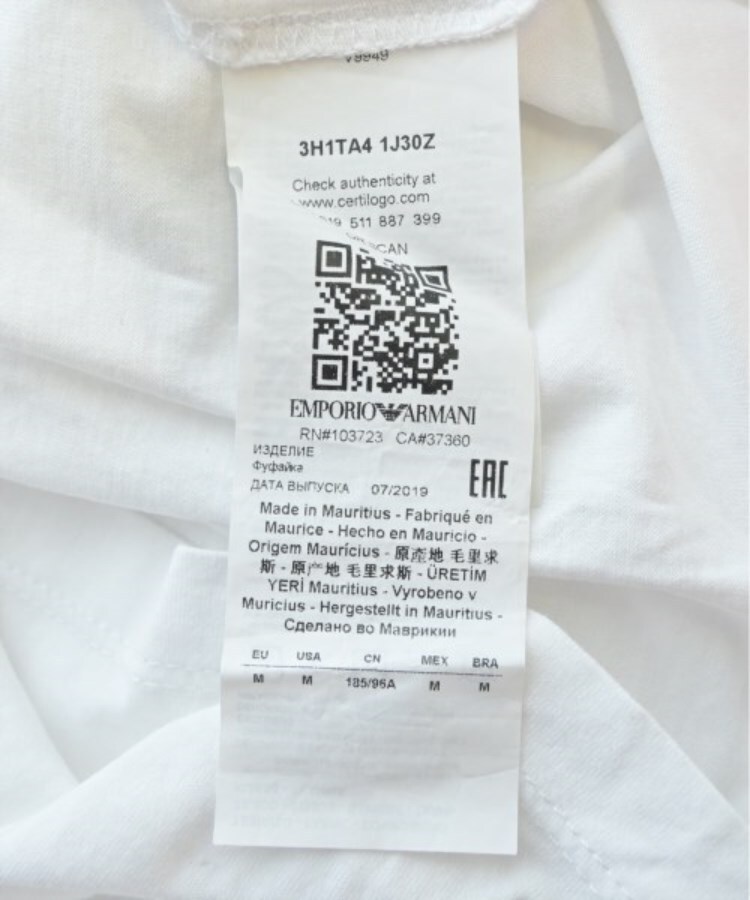 V9949
3H1TA4 1J30Z
Check authenticity at
www.certilogo.com
511 887 399
SCAN
EMPORIO ARMANI
RN#103723 CA#37360
ИЗДЕЛИЕ
Фуфайка
ДАТА ВЫПУСКА 07/2019
EAC
Made in Mauritius - Fabriqué en
Maurice - Hecho en Mauricio -
Origem Maurícius - 原產地 毛里求
斯 - 原产地 毛里求斯 - ÜRETİM
YERİ Mauritius - Vyrobeno v
Muricius - Hergestellt in Mauritius -
Сделано во Маврикии
EU USA CN MEX BRA
M M 185/96A M M